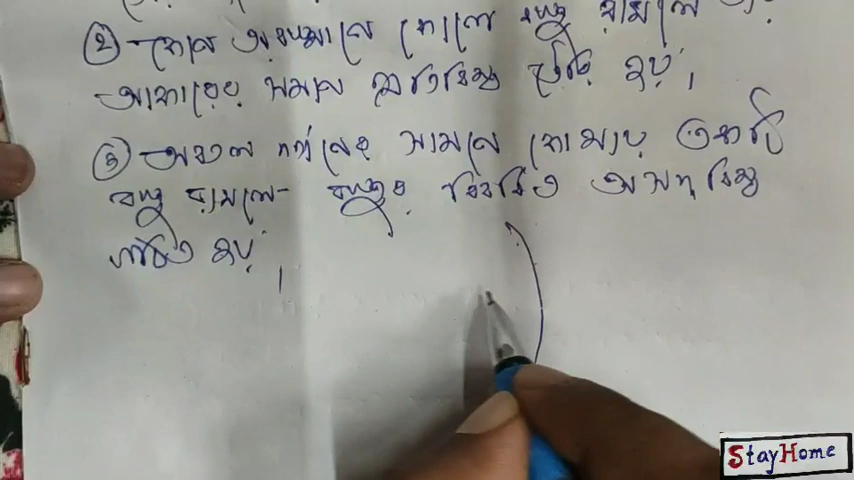 ② কোন অবস্থানে কোনো বস্তু রাখলে
আকারের সমান প্রতিবিম্ব সৃষ্টি হয়।
③ অবতল দর্পণের সামনে কোথায় একটি
বস্তু রাখলে বস্তুর বিবর্ধিত অসদ্ বিম্ব
গঠিত হয়।
StayHome